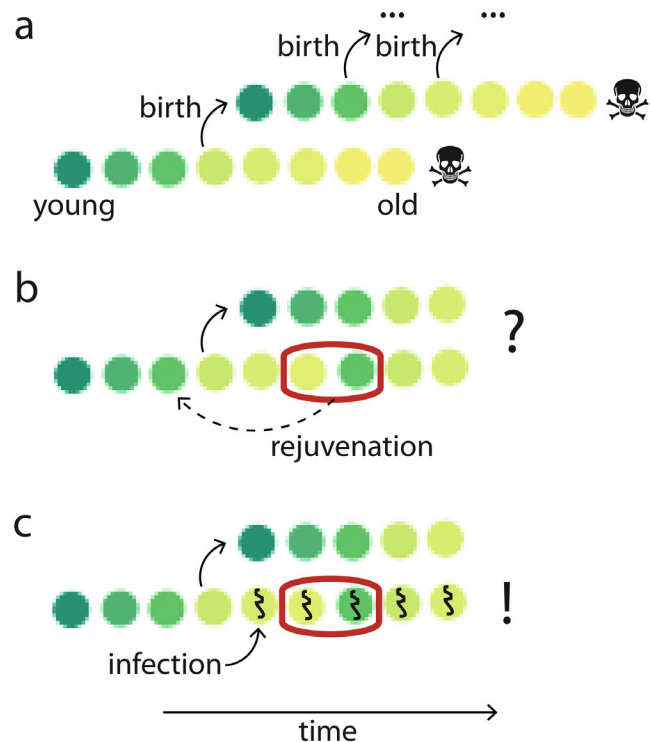 a
... ...
birth birth
birth
young old
b
?
rejuvenation
c
!
infection
time